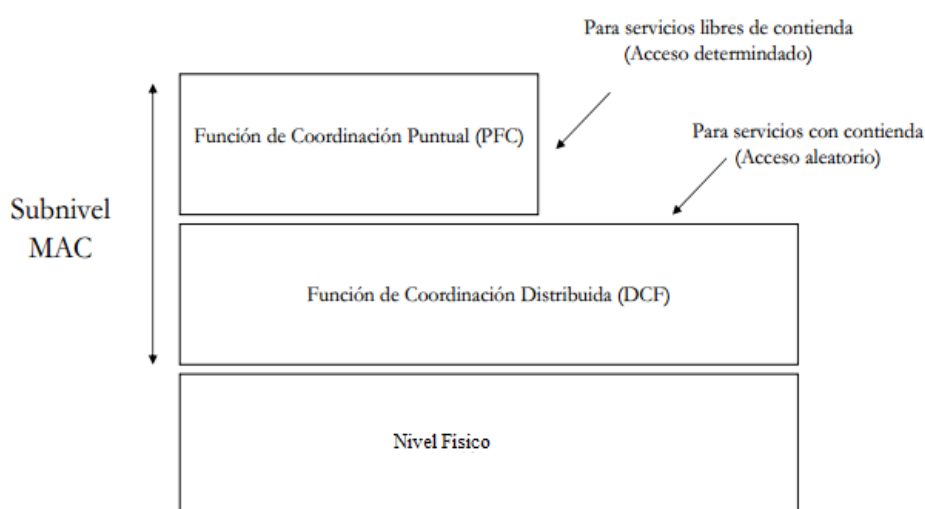 Para servicios libres de contienda
(Acceso determindado)
Función de Coordinación Puntual (PFC)
Para servicios con contienda
(Acceso aleatorio)
Subnivel
MAC
Función de Coordinación Distribuida (DCF)
Nivel Fisico